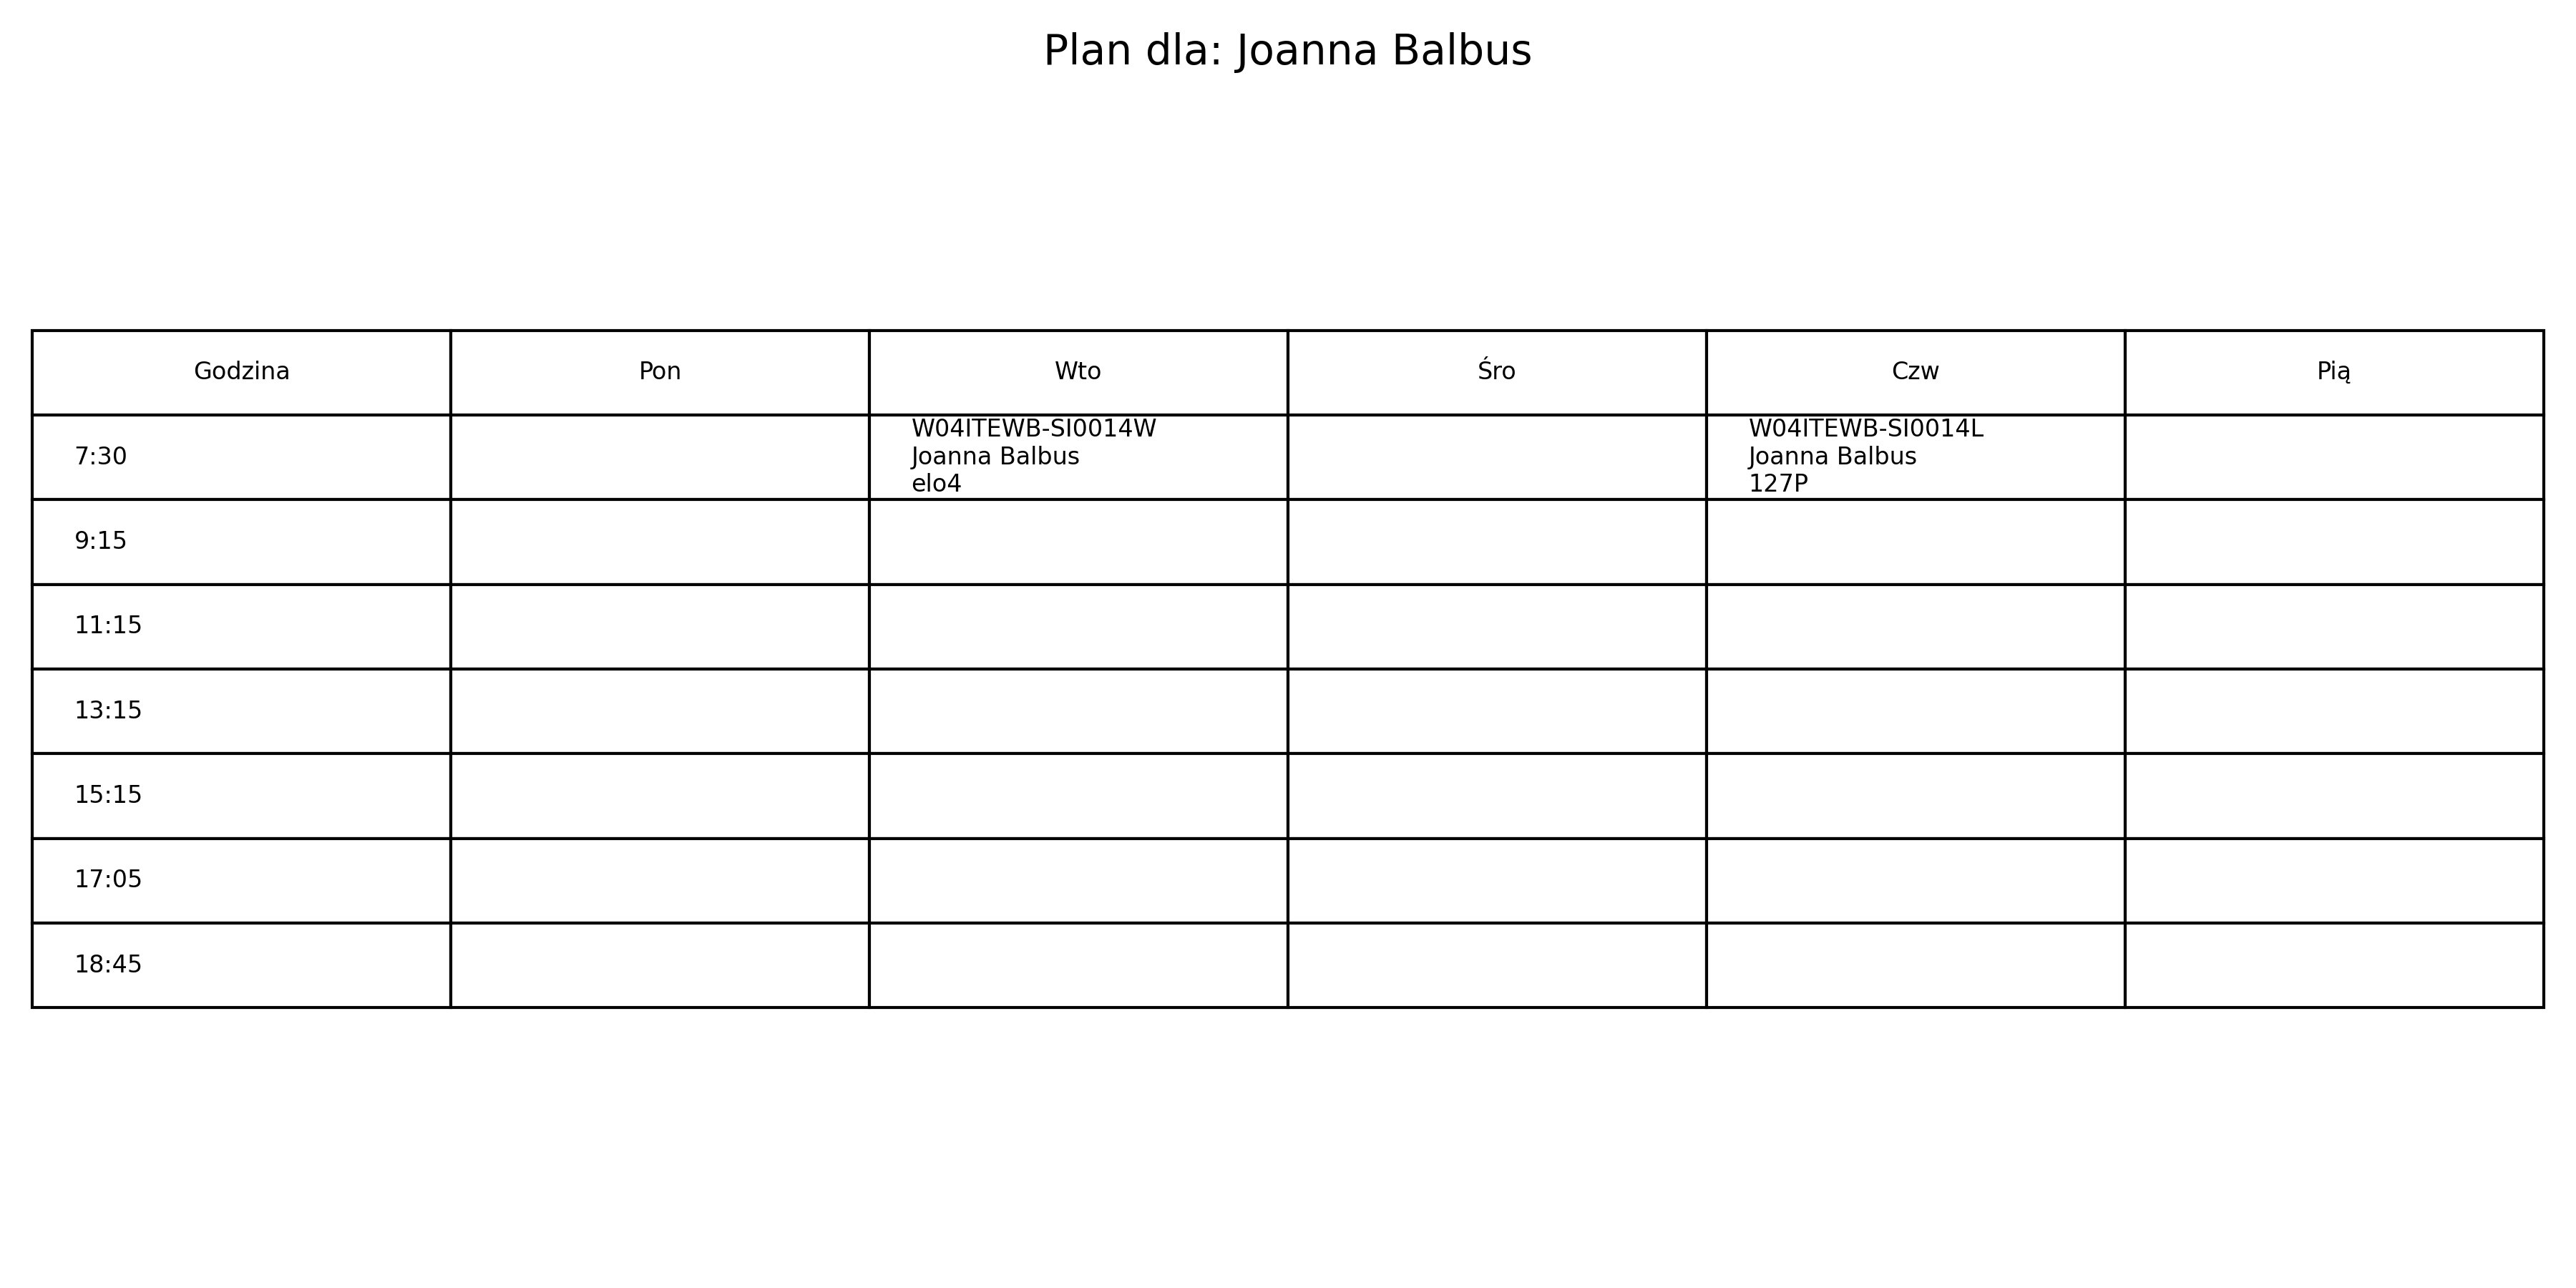 Plan dla: Joanna Balbus
Godzina Pon Wto Śro Czw Pią
7:30
W04ITEWB-SI0014W
Joanna Balbus
elo4
W04ITEWB-SI0014L
Joanna Balbus
127P
9:15
11:15
13:15
15:15
17:05
18:45